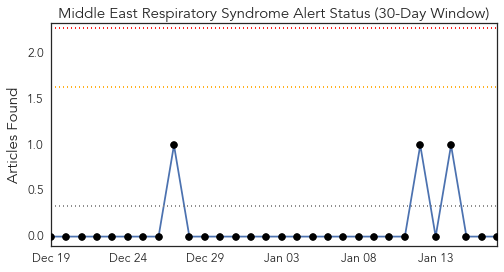 Middle East Respiratory Syndrome Alert Status (30-Day Window)
Articles Found
2.0
1.5
1.0
0.5
0.0
Dec 19 Dec 24 Dec 29 Jan 03 Jan 08 Jan 13